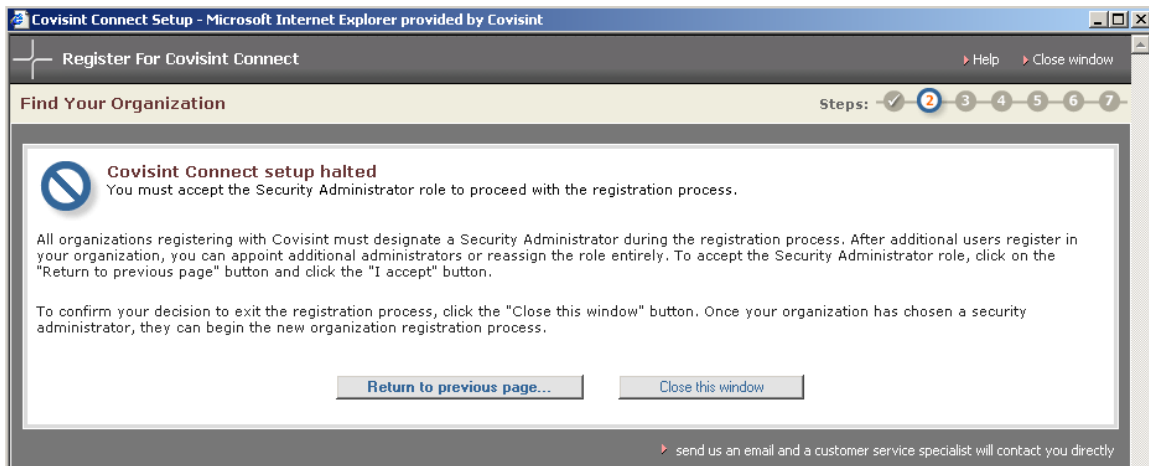 Covisint Connect Setup - Microsoft Internet Explorer provided by Covisint
Register For Covisint Connect
Help Close window
Find Your Organization
Steps: 2 3 4 5 6 7
Covisint Connect setup halted
You must accept the Security Administrator role to proceed with the registration process.
All organizations registering with Covisint must designate a Security Administrator during the registration process. After additional users register in
your organization, you can appoint additional administrators or reassign the role entirely. To accept the Security Administrator role, click on the
"Return to previous page" button and click the "I accept" button.
To confirm your decision to exit the registration process, click the "Close this window" button. Once your organization has chosen a security
administrator, they can begin the new organization registration process.
Return to previous page...
Close this window
send us an email and a customer service specialist will contact you directly